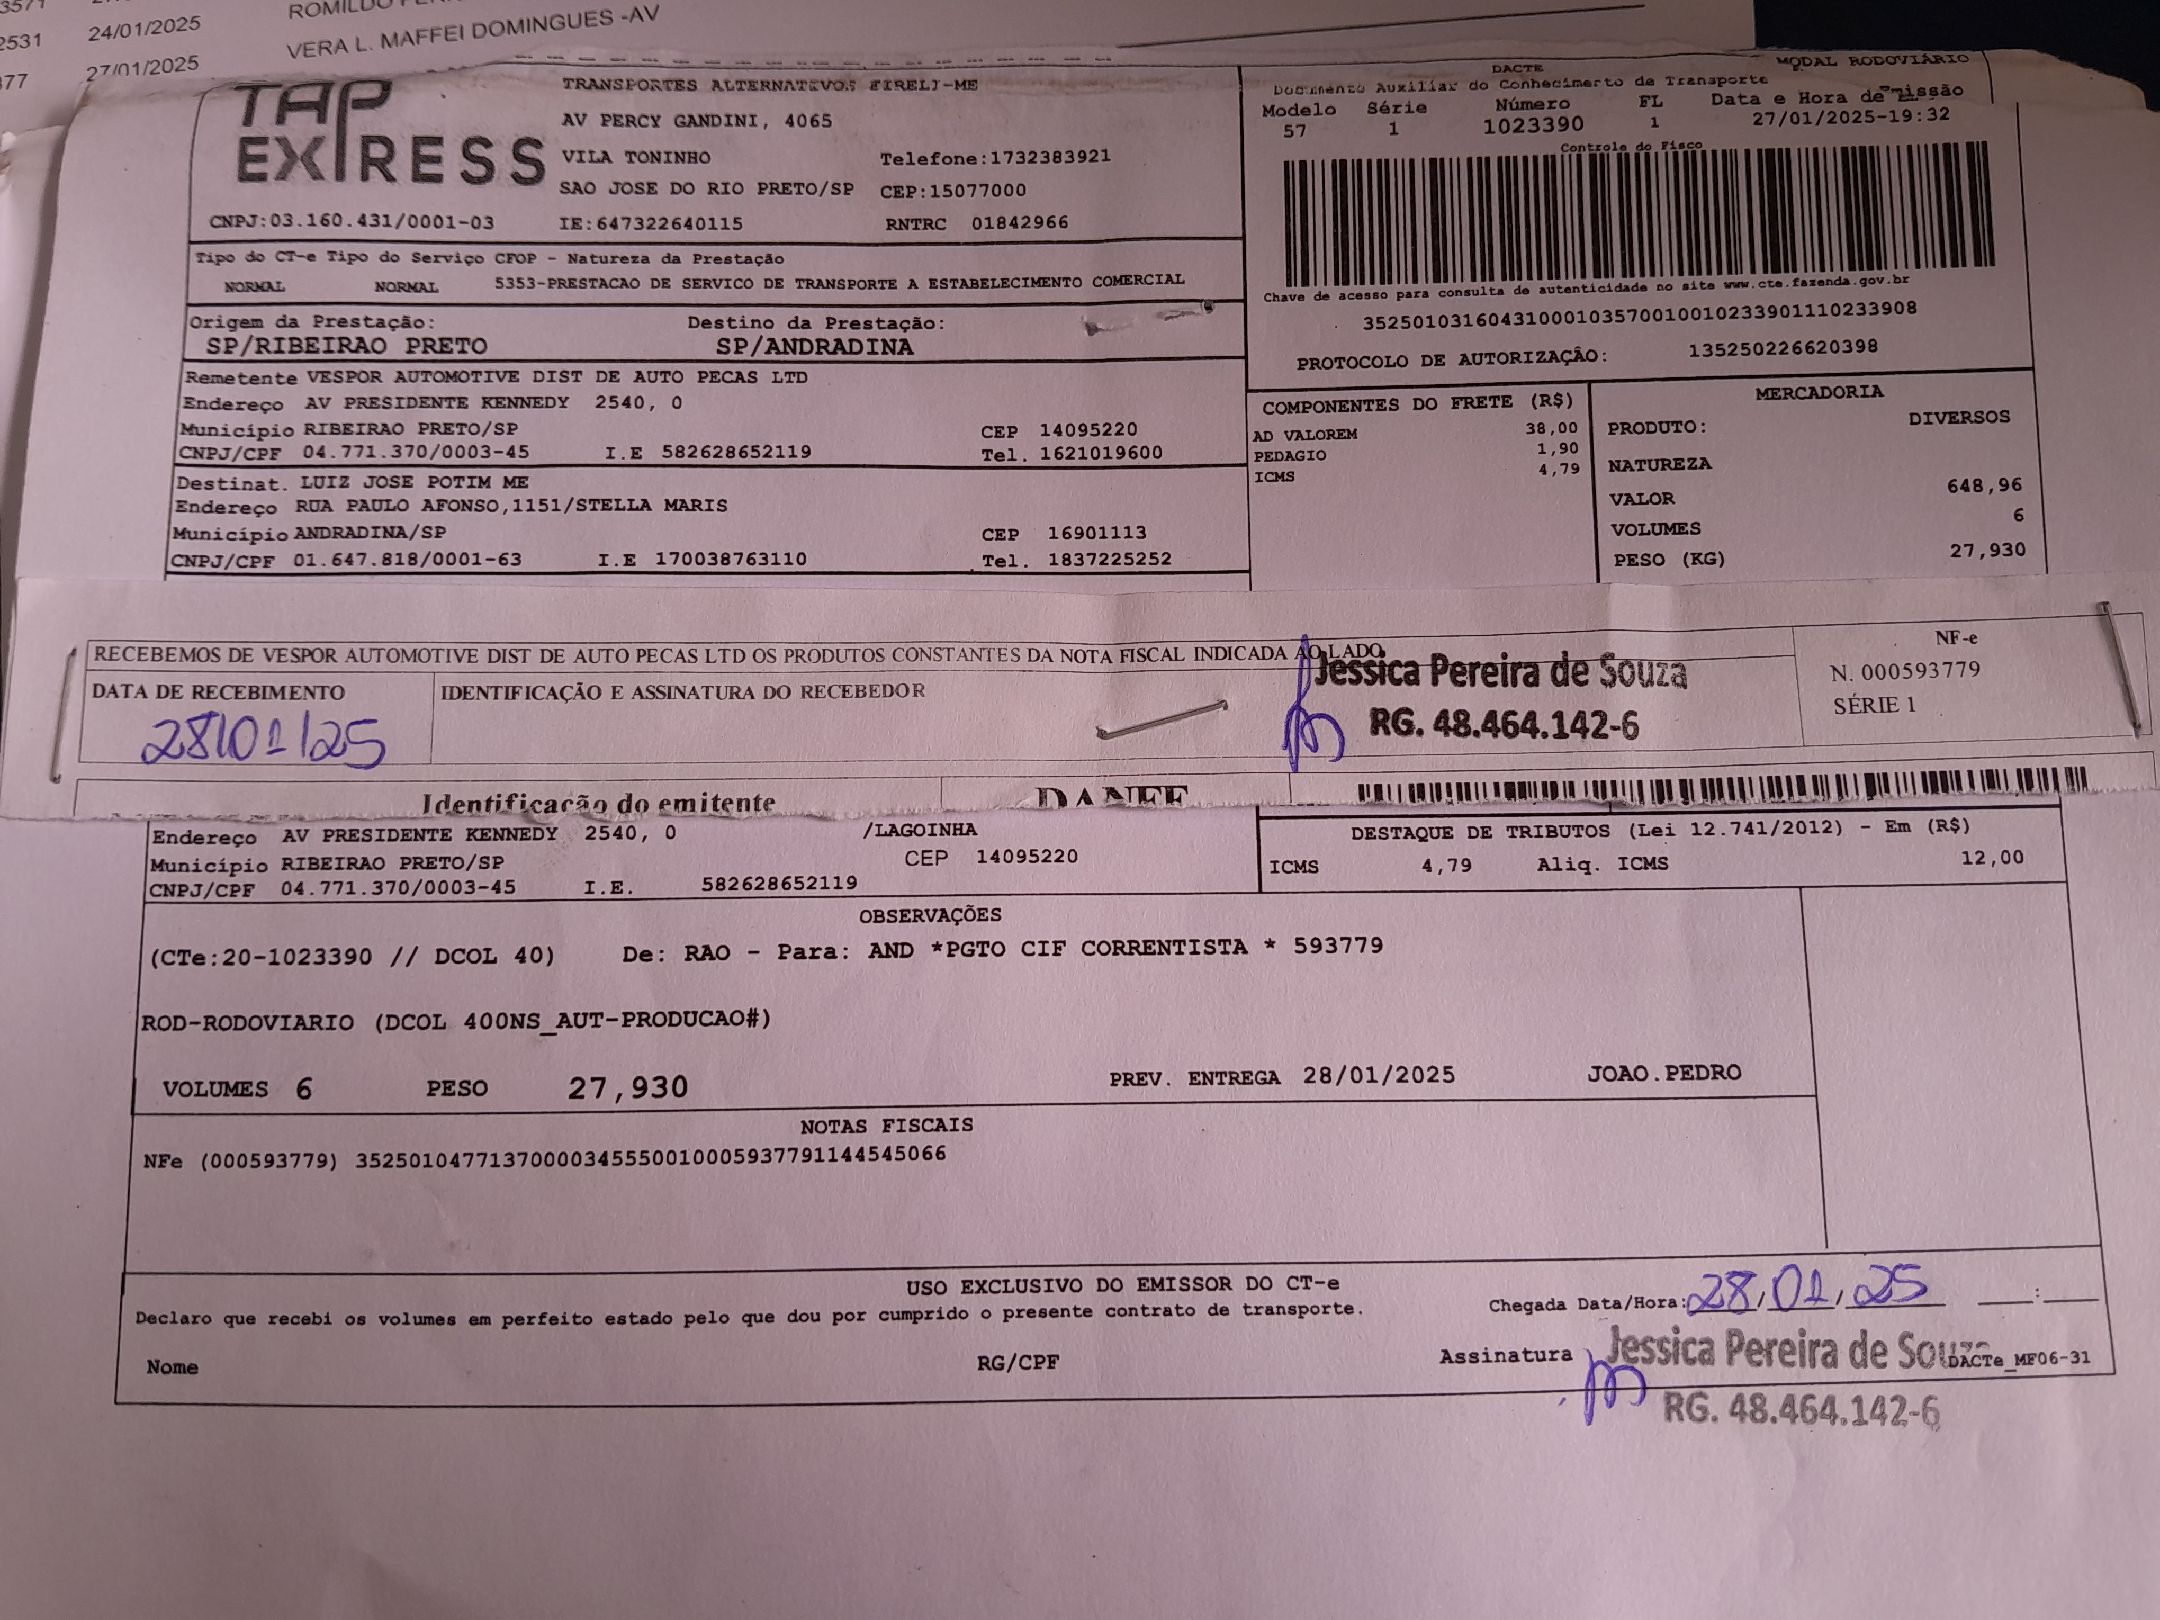 3571
ROMILDO
2531 24/01/2025 VERA L. MAFFEI DOMINGUES -AV
377 27/01/2025
TAP EXPRESS
TRANSPORTES ALTERNATIVOS EIRELI-ME
AV PERCY GANDINI, 4065
VILA TONINHO Telefone:1732383921
SAO JOSE DO RIO PRETO/SP CEP:15077000
CNPJ:03.160.431/0001-03 IE:647322640115 RNTRC 01842966
DACTE MODAL RODOVIÁRIO
Documento Auxiliar do Conhecimento de Transporte
Modelo Série Número FL Data e Hora de Emissão
57 1 1023390 1 27/01/2025-19:32
Controle do Fisco
Chave de acesso para consulta de autenticidade no site www.cte.fazenda.gov.br
35250103160431000103570010010233901110233908
PROTOCOLO DE AUTORIZAÇÂO: 135250226620398
Tipo do CT-e Tipo do Serviço CFOP - Natureza da Prestação
NORMAL NORMAL 5353-PRESTACAO DE SERVICO DE TRANSPORTE A ESTABELECIMENTO COMERCIAL
Origem da Prestação: Destino da Prestação:
SP/RIBEIRAO PRETO SP/ANDRADINA
Remetente VESPOR AUTOMOTIVE DIST DE AUTO PECAS LTD
Endereço AV PRESIDENTE KENNEDY 2540, 0
Município RIBEIRAO PRETO/SP CEP 14095220
CNPJ/CPF 04.771.370/0003-45 I.E 582628652119 Tel. 1621019600
Destinat. LUIZ JOSE POTIM ME
Endereço RUA PAULO AFONSO,1151/STELLA MARIS
Município ANDRADINA/SP CEP 16901113
CNPJ/CPF 01.647.818/0001-63 I.E 170038763110 Tel. 1837225252
COMPONENTES DO FRETE (R$)
AD VALOREM 38,00
PEDAGIO 1,90
ICMS 4,79
MERCADORIA
PRODUTO: DIVERSOS
NATUREZA
VALOR 648,96
VOLUMES 6
PESO (KG) 27,930
RECEBEMOS DE VESPOR AUTOMOTIVE DIST DE AUTO PECAS LTD OS PRODUTOS CONSTANTES DA NOTA FISCAL INDICADA AO LADO
DATA DE RECEBIMENTO IDENTIFICAÇÃO E ASSINATURA DO RECEBEDOR
28/01/25
Jessica Pereira de Souza
RG. 48.464.142-6
NF-e
N. 000593779
SÉRIE 1
Identificação do emitente DANFE
Endereço AV PRESIDENTE KENNEDY 2540, 0 /LAGOINHA
Município RIBEIRAO PRETO/SP CEP 14095220
CNPJ/CPF 04.771.370/0003-45 I.E. 582628652119
DESTAQUE DE TRIBUTOS (Lei 12.741/2012) - Em (R$)
ICMS 4,79 Aliq. ICMS 12,00
OBSERVAÇÕES
(CTe:20-1023390 // DCOL 40) De: RAO - Para: AND *PGTO CIF CORRENTISTA * 593779
ROD-RODOVIARIO (DCOL 400NS_AUT-PRODUCAO#)
VOLUMES 6 PESO 27,930 PREV. ENTREGA 28/01/2025 JOAO.PEDRO
NOTAS FISCAIS
NFe (000593779) 35250104771370000345550010005937791144545066
USO EXCLUSIVO DO EMISSOR DO CT-e
Declaro que recebi os volumes em perfeito estado pelo que dou por cumprido o presente contrato de transporte.
Chegada Data/Hora: 28/01/25 __:__
Nome RG/CPF Assinatura
Jessica Pereira de Souza
DACTe_MF06-31
RG. 48.464.142-6